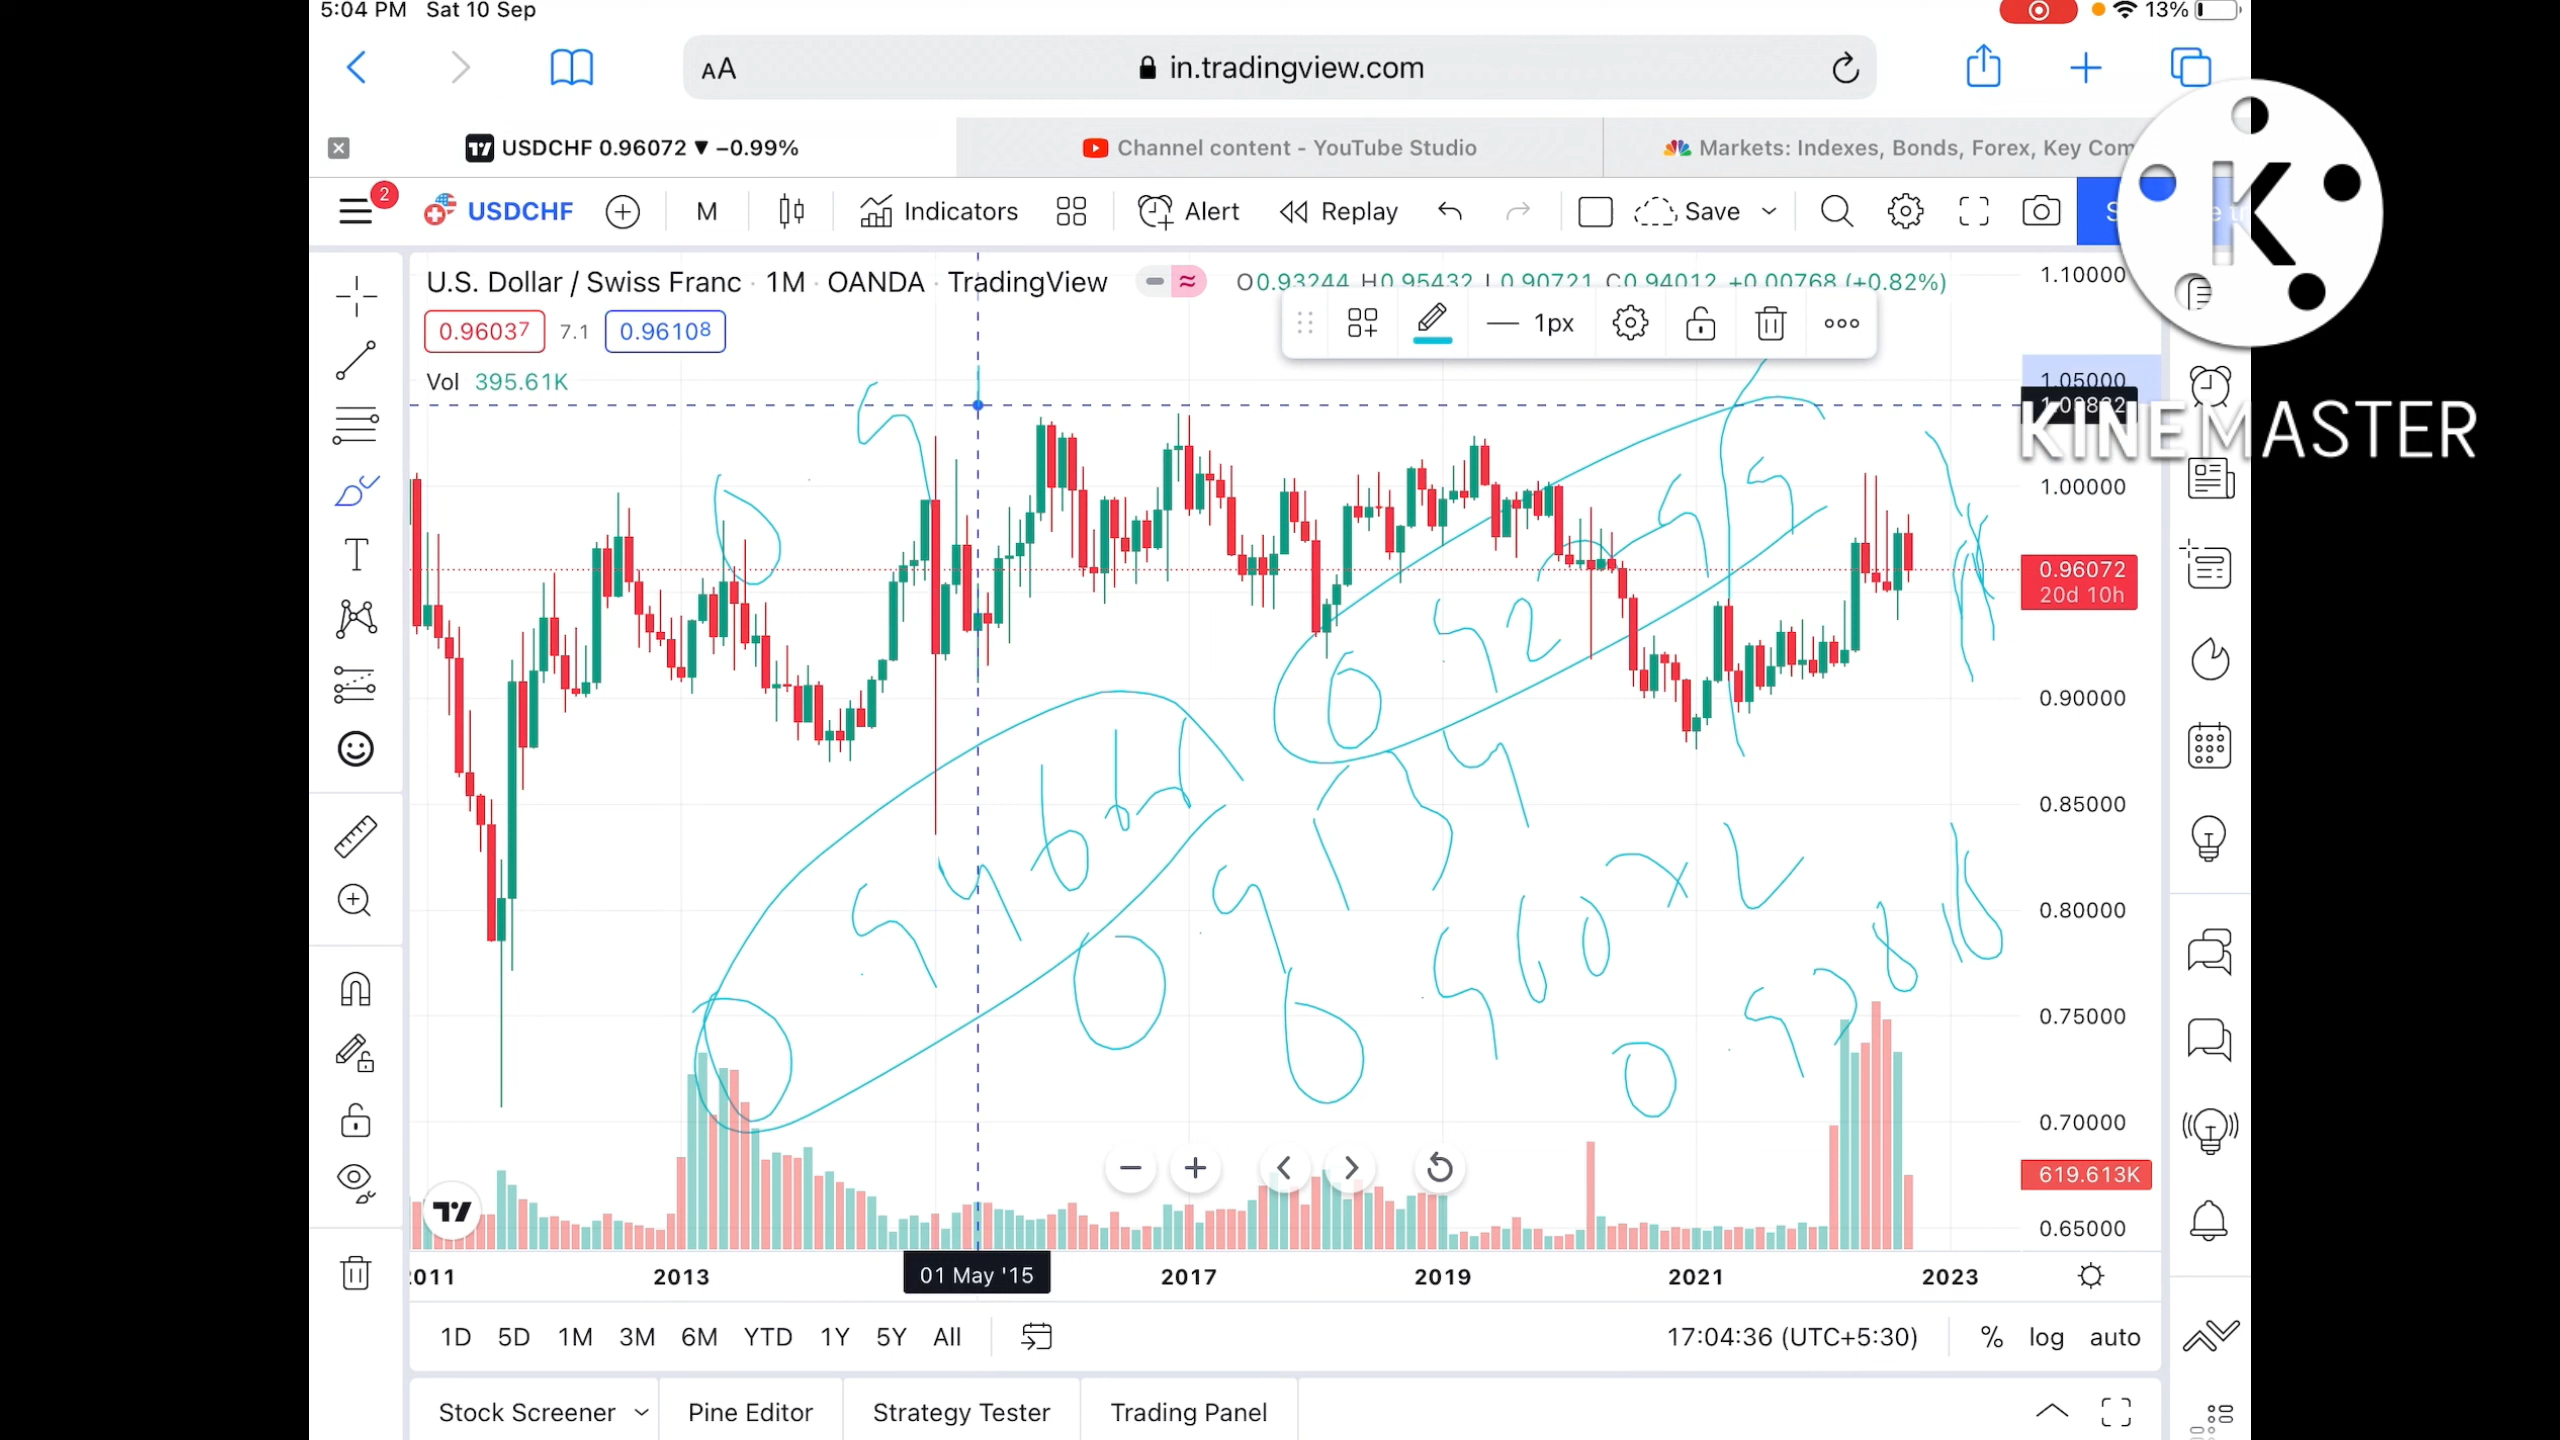 5:04 PM Sat 10 Sep 13%
AA in.tradingview.com
USDCHF 0.96072 ▼ −0.99% Channel content - YouTube Studio Markets: Indexes, Bonds, Forex, Key Com
2 USDCHF M Indicators Alert Replay Save
K
KINEMASTER
U.S. Dollar / Swiss Franc · 1M · OANDA · TradingView O0.93244 H0.95432 L0.90721 C0.94012 +0.00768 (+0.82%)
0.96037 7.1 0.96108
1px
Vol 395.61K
1.10000
1.05000
1.00000
0.96072
20d 10h
0.90000
0.85000
0.80000
0.75000
0.70000
619.613K
0.65000
2013 01 May '15 2017 2019 2021 2023
1D 5D 1M 3M 6M YTD 1Y 5Y All 17:04:36 (UTC+5:30) % log auto
Stock Screener Pine Editor Strategy Tester Trading Panel